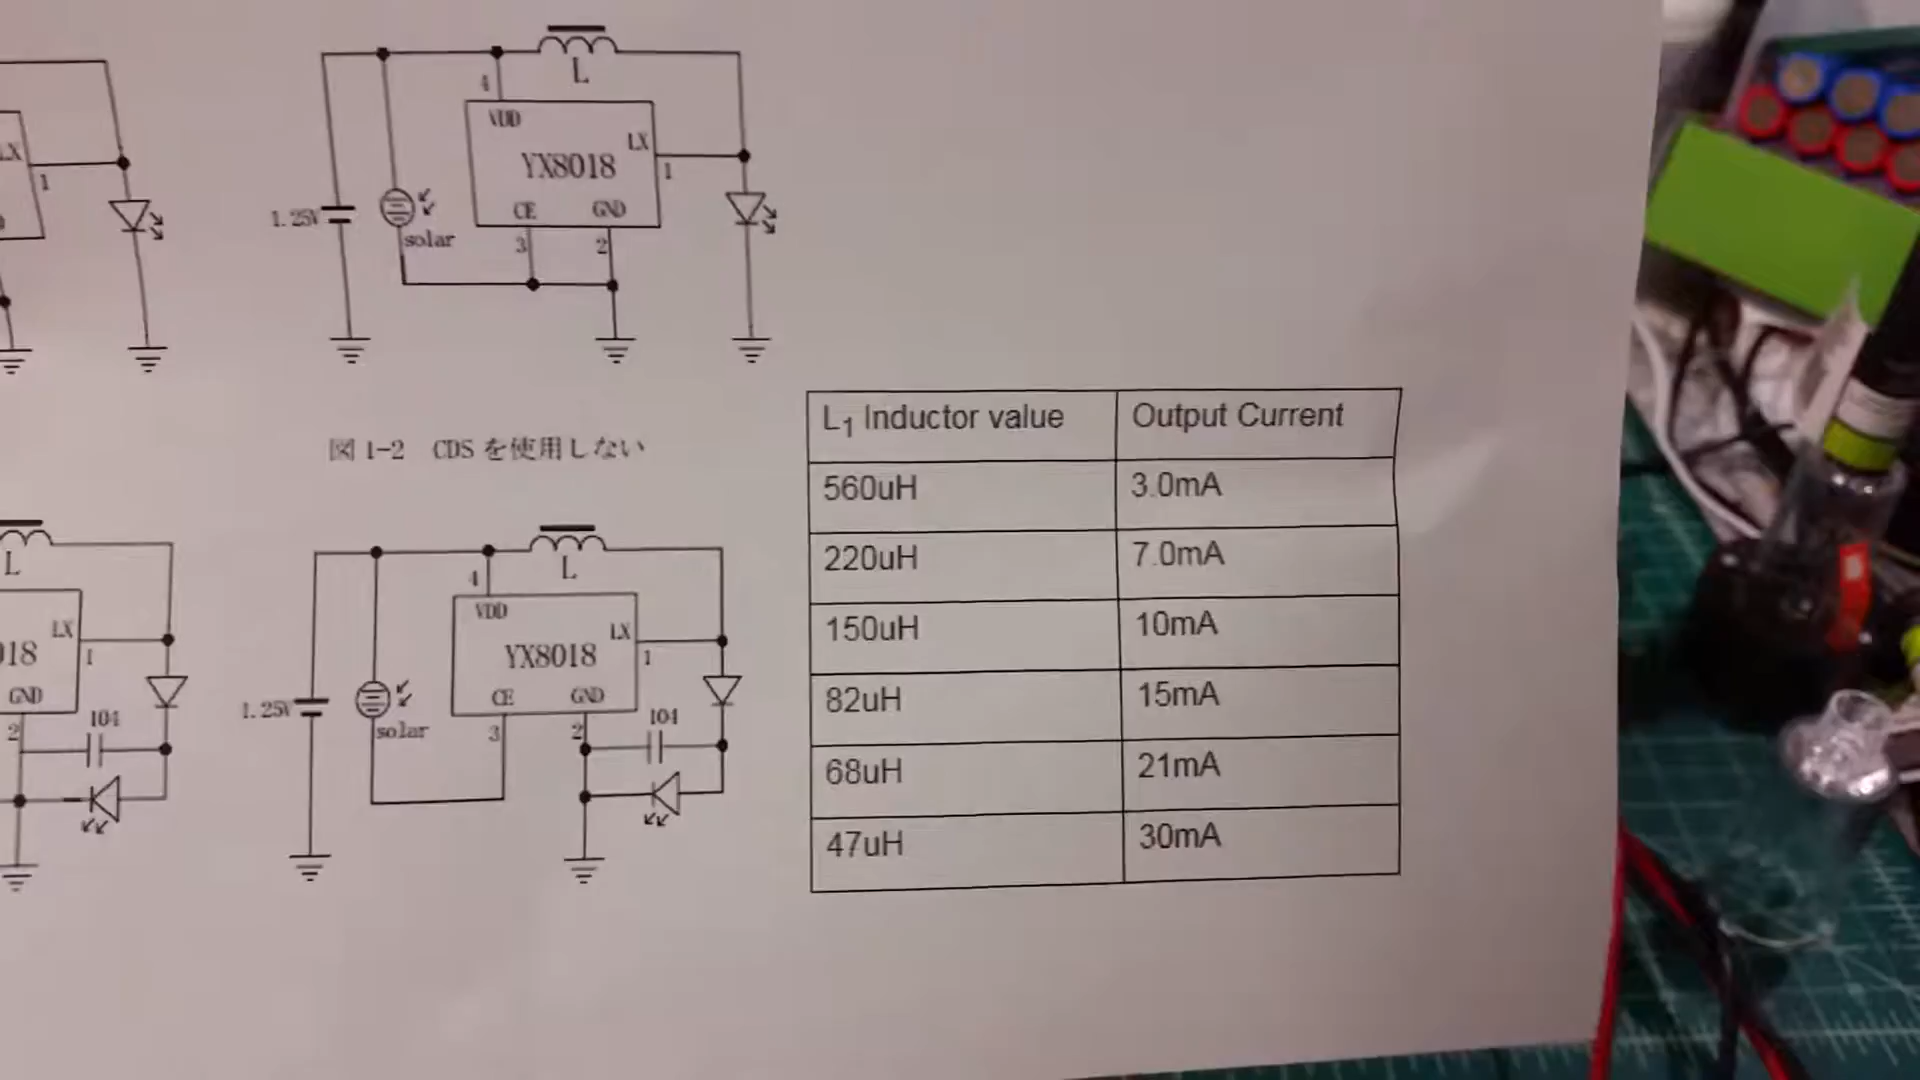 L
4
VDD
LX
LX
YX8018
1
1
1.25V
CE
GND
solar
3
2
図 1-2 CDS を使用しない
L₁ Inductor value
Output Current
560uH
3.0mA
220uH
7.0mA
150uH
10mA
82uH
15mA
68uH
21mA
47uH
30mA
L
L
4
VDD
LX
LX
018
YX8018
1
1
GND
CE
GND
1.25V
104
104
2
solar
3
2